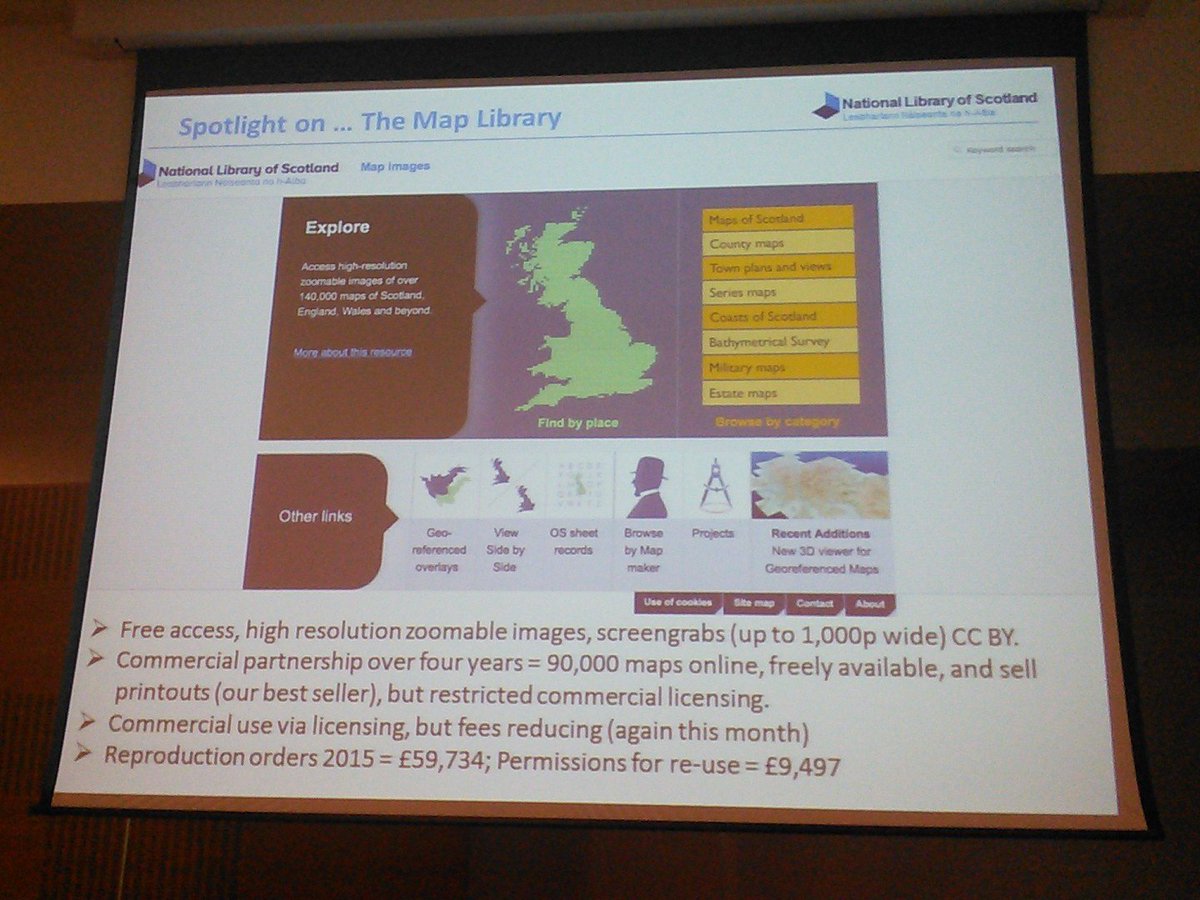 Spotlight on ... The Map Library
National Library of Scotland
Leabharlann Nàiseanta na h-Alba
National Library of Scotland
Leabharlann Nàiseanta na h-Alba
Map images
Keyword search
Explore
Access high-resolution
zoomable images of over
140,000 maps of Scotland,
England, Wales and beyond.
More about this resource
Find by place
Maps of Scotland
County maps
Town plans and views
Series maps
Coasts of Scotland
Bathymetrical Survey
Military maps
Estate maps
Browse by category
Other links
Geo-
referenced
overlays
View
Side by
Side
OS sheet
records
Browse
by Map
maker
Projects
Recent Additions
New 3D viewer for
Georeferenced Maps
Use of cookies
Site map
Contact
About
➢ Free access, high resolution zoomable images, screengrabs (up to 1,000p wide) CC BY.
➢ Commercial partnership over four years = 90,000 maps online, freely available, and sell
printouts (our best seller), but restricted commercial licensing.
➢ Commercial use via licensing, but fees reducing (again this month)
➢ Reproduction orders 2015 = £59,734; Permissions for re-use = £9,497